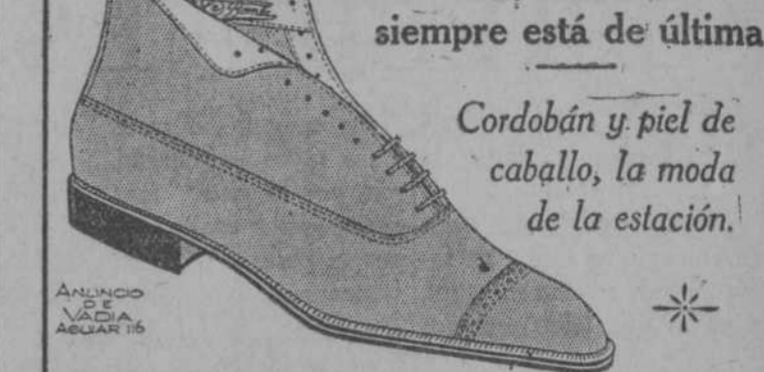 siempre está de última
Cordobán y piel de
caballo, la moda
de la estación.
ANUNCIO
DE
VADIA
AGUIAR 116